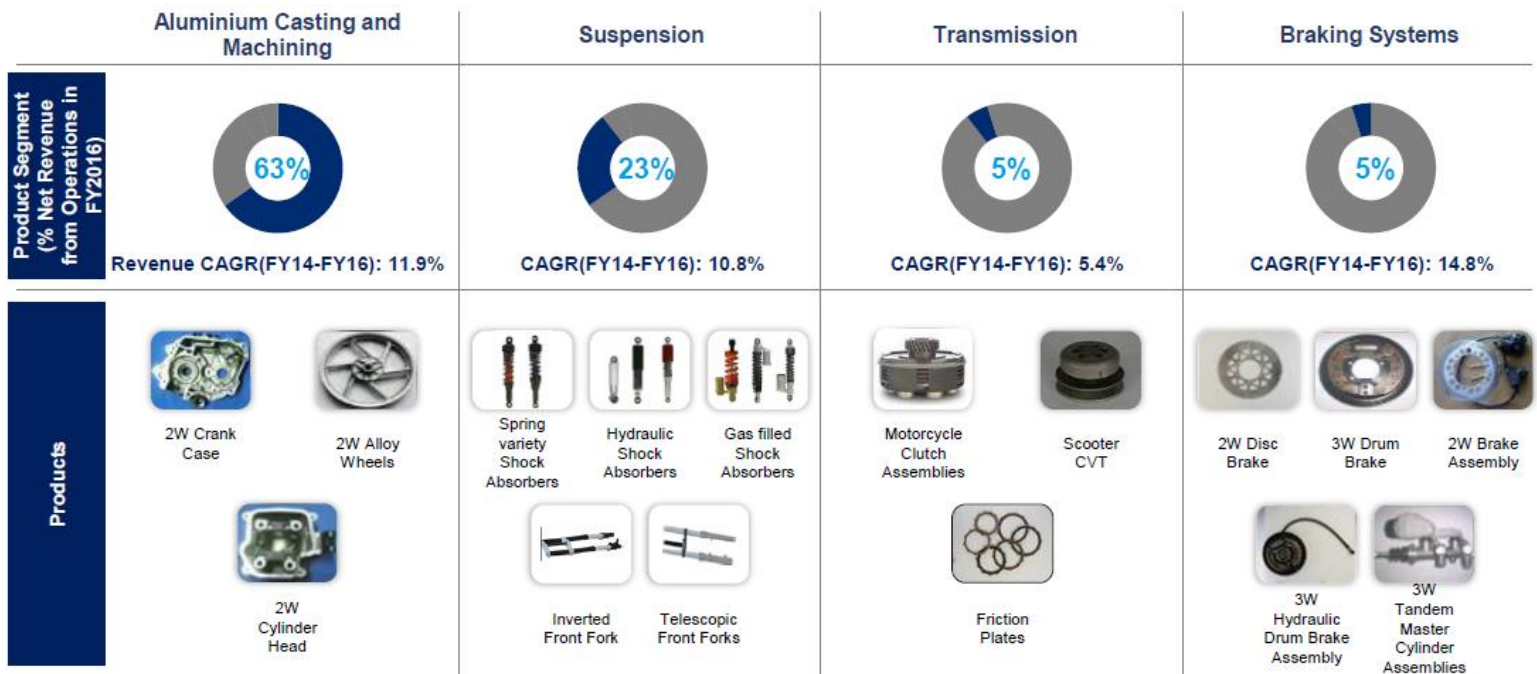 Aluminium Casting and
Machining
Suspension
Transmission
Braking Systems
Product Segment
(% Net Revenue
from Operations in
FY2016)
63%
23%
5%
5%
Revenue CAGR(FY14-FY16): 11.9%
CAGR(FY14-FY16): 10.8%
CAGR(FY14-FY16): 5.4%
CAGR(FY14-FY16): 14.8%
Products
2W Crank
Case
2W Alloy
Wheels
2W
Cylinder
Head
Spring
variety
Shock
Absorbers
Hydraulic
Shock
Absorbers
Gas filled
Shock
Absorbers
Inverted
Front Fork
Telescopic
Front Forks
Motorcycle
Clutch
Assemblies
Scooter
CVT
Friction
Plates
2W Disc
Brake
3W Drum
Brake
2W Brake
Assembly
3W
Hydraulic
Drum Brake
Assembly
3W
Tandem
Master
Cylinder
Assemblies